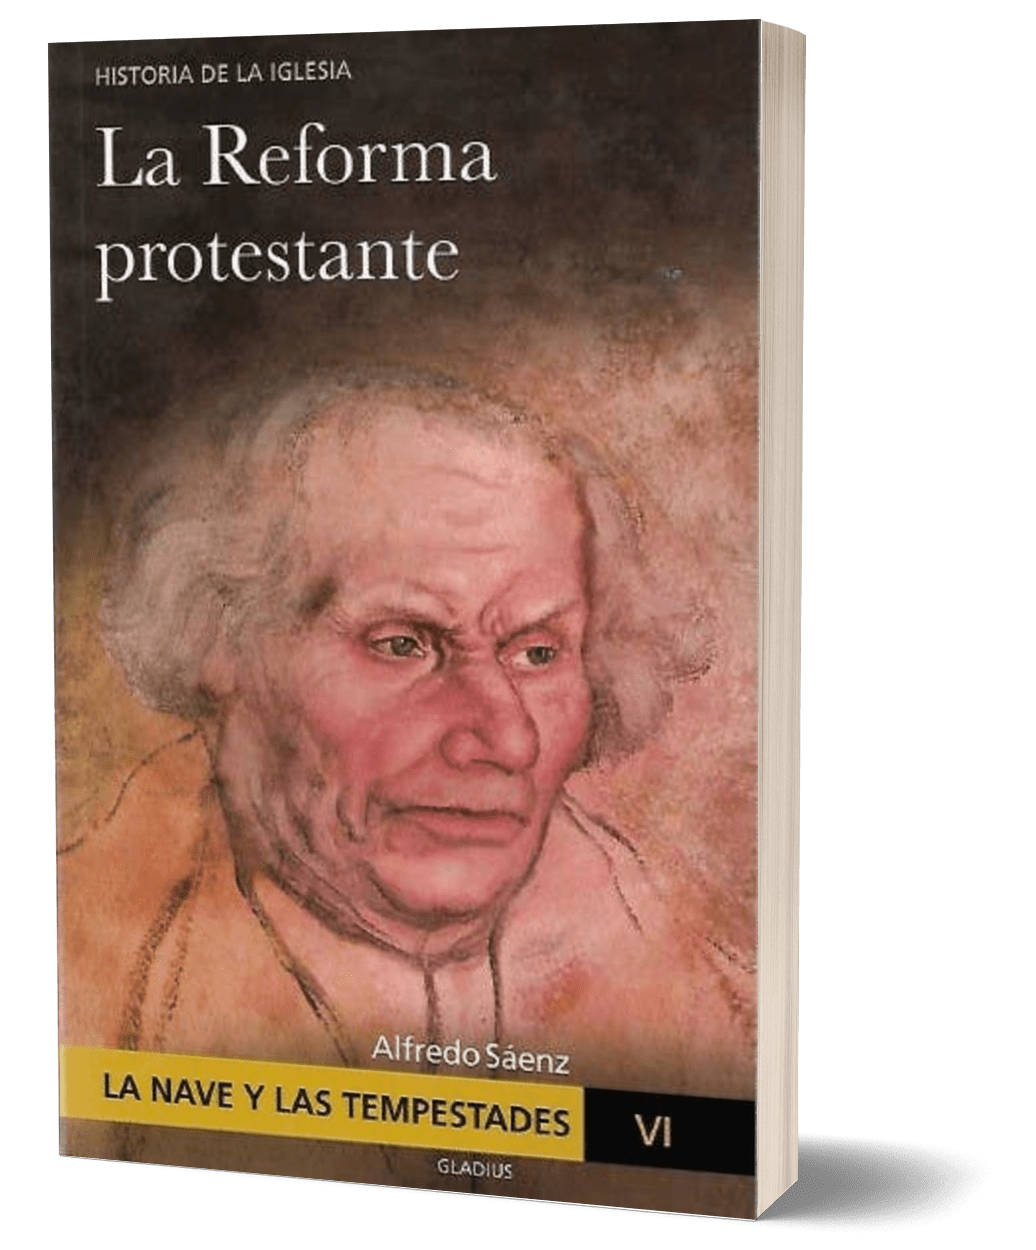 HISTORIA DE LA IGLESIA
La Reforma
protestante
Alfredo Sáenz
LA NAVE Y LAS TEMPESTADES VI
GLADIUS